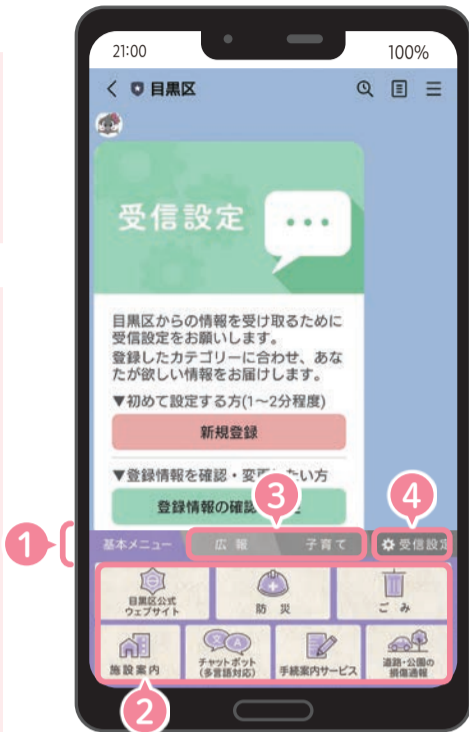 21:00
100%
目黒区
受信設定
目黒区からの情報を受け取るために
受信設定をお願いします。
登録したカテゴリーに合わせ、あな
たが欲しい情報をお届けします。
▼初めて設定する方(1〜2分程度)
新規登録
▼登録情報を確認・変更したい方
登録情報の確認
3
4
1
基本メニュー
広報
子育て
受信設定
目黒区公式
ウェブサイト
防災
ごみ
施設案内
チャットボット
(多言語対応)
手続案内サービス
道路・公園の
損傷通報
2